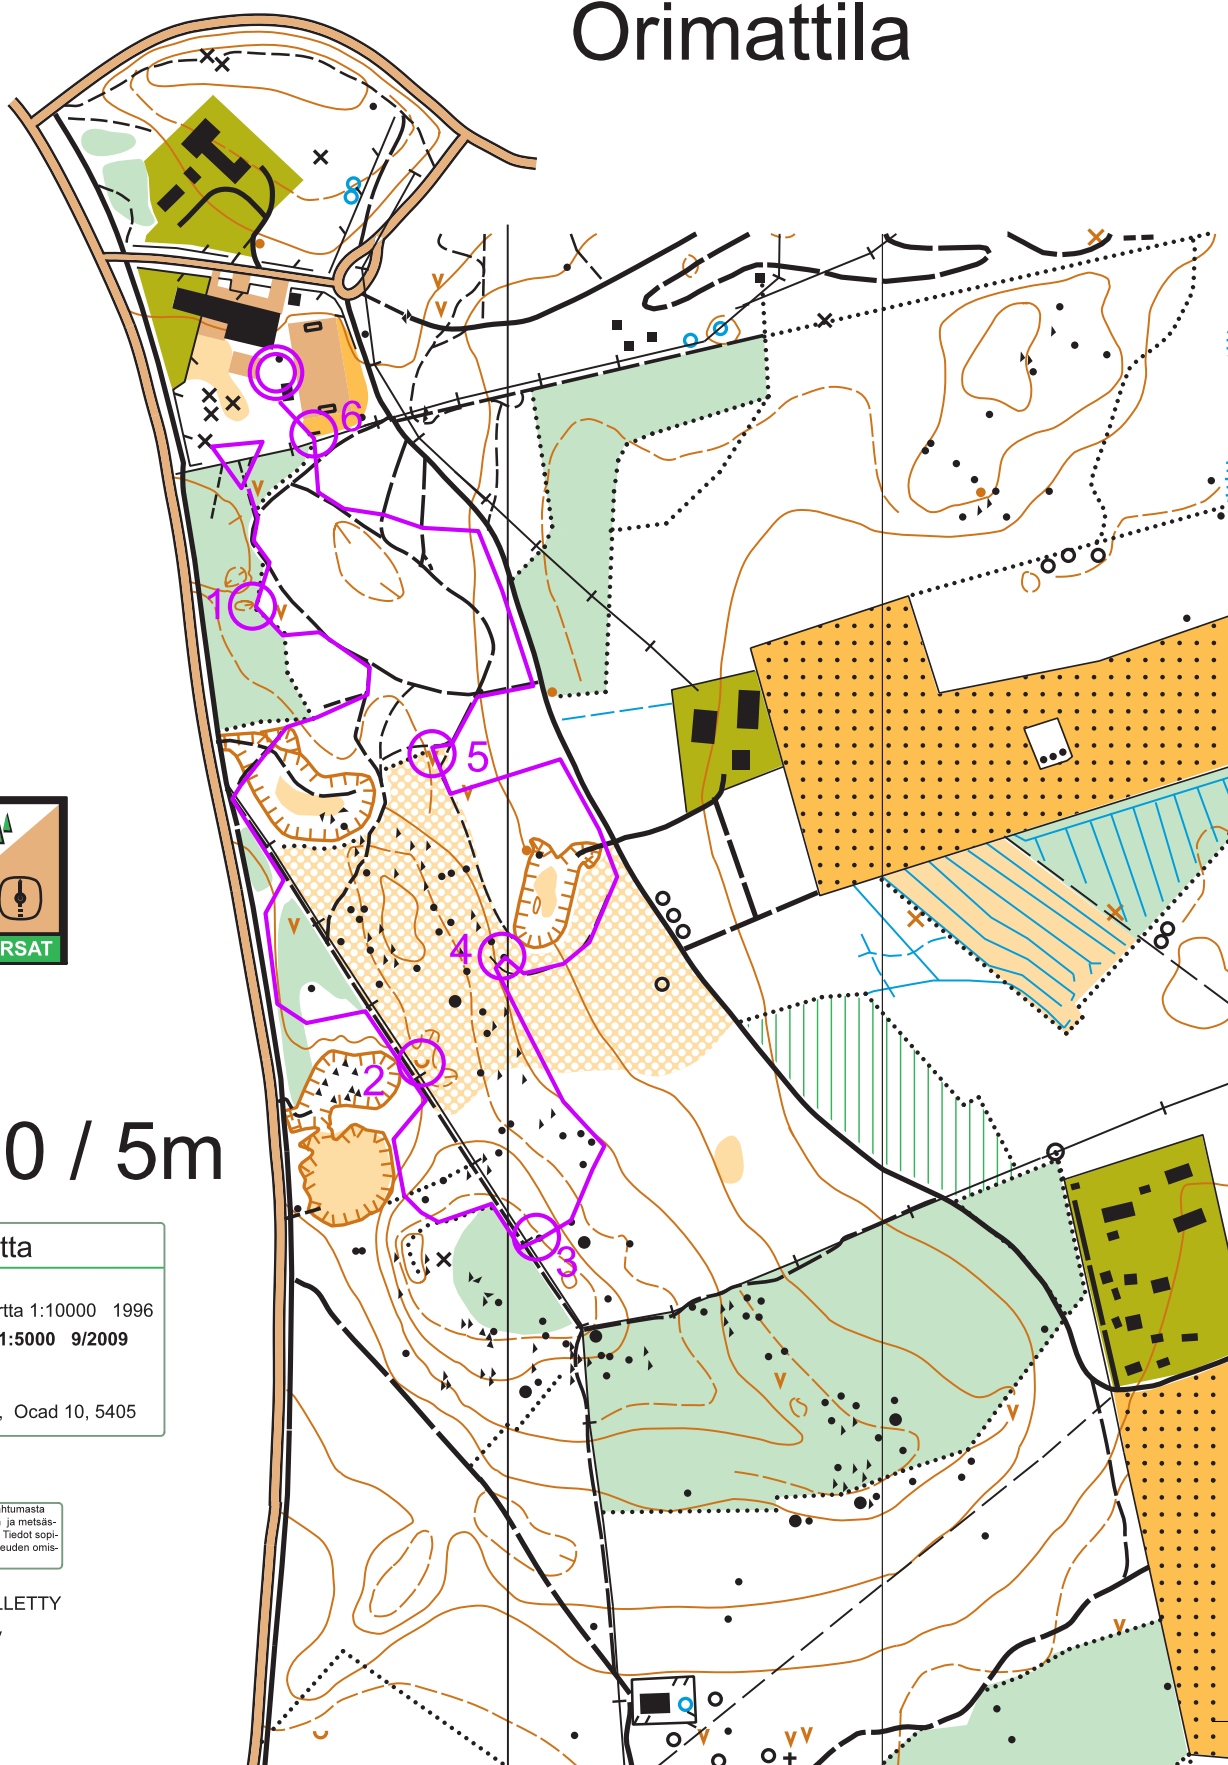 Orimattila
6
1
5
4
2
3
RSAT
0 / 5m
tta
rtta 1:10000 1996
1:5000 9/2009
, Ocad 10, 5405
htumasta
ja metsäs-
Tiedot sopi-
euden omis-
LLETTY